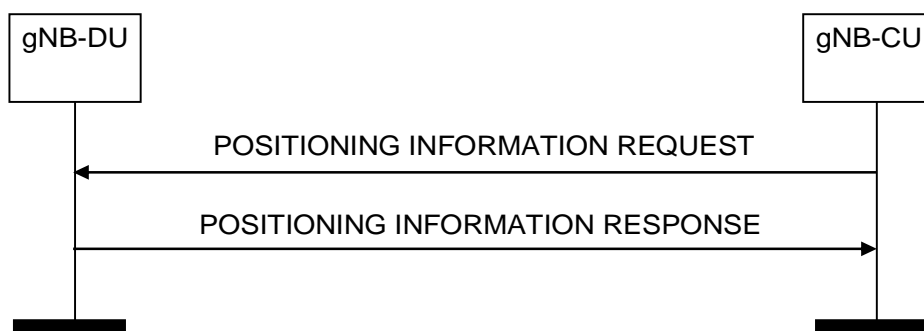 gNB-DU
gNB-CU
POSITIONING INFORMATION REQUEST
POSITIONING INFORMATION RESPONSE